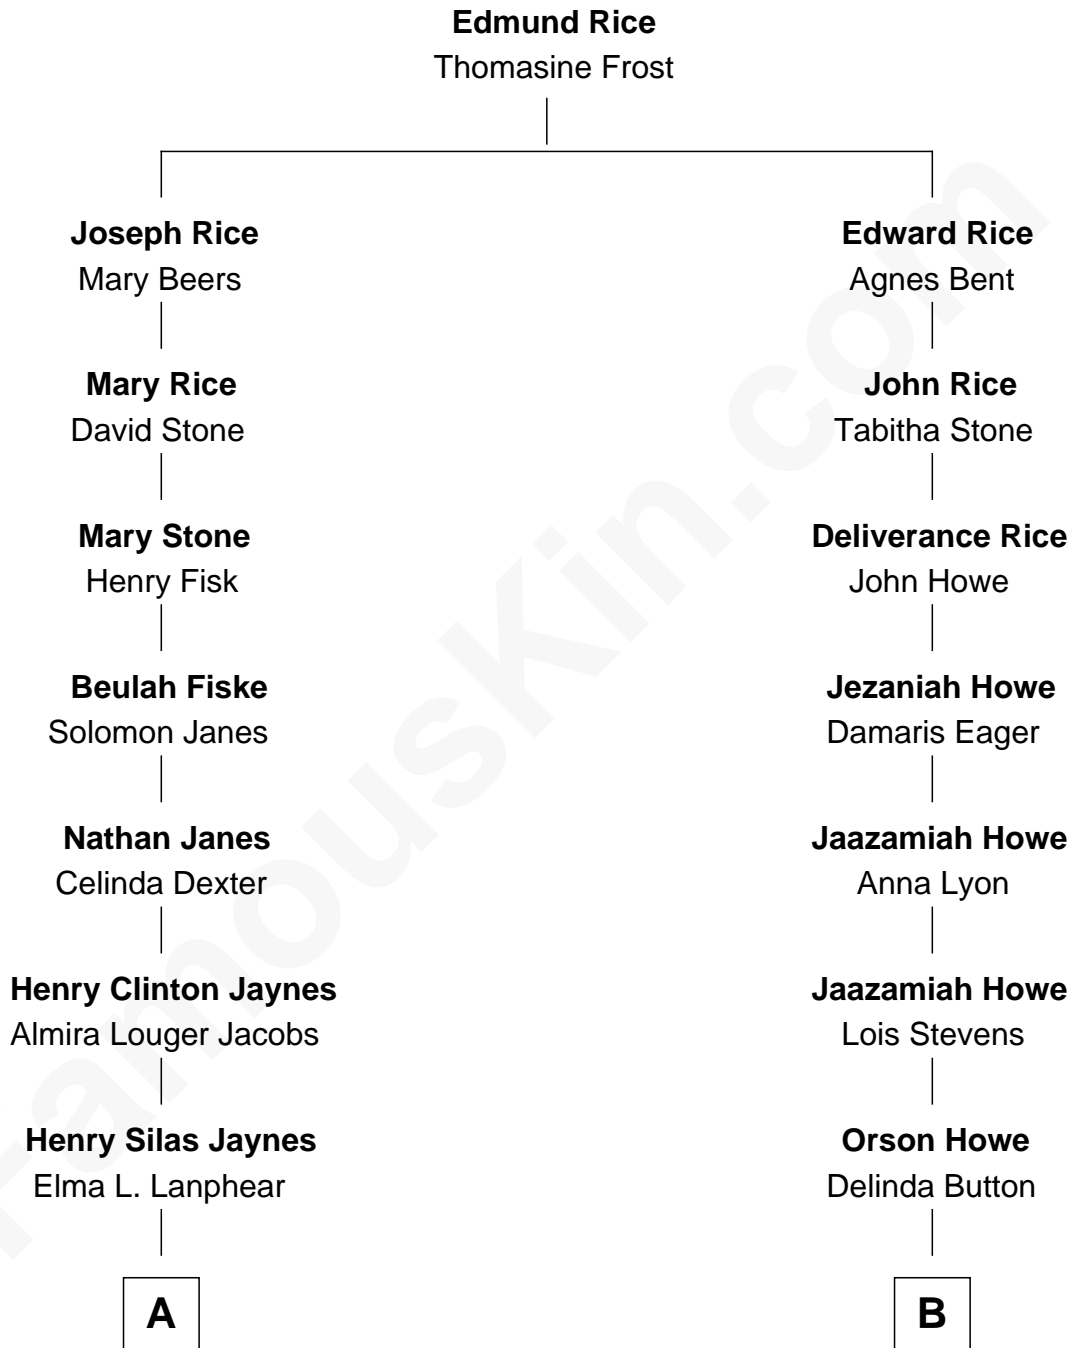 Edmund Rice
Thomasine Frost
Joseph Rice
Mary Beers
Edward Rice
Agnes Bent
Mary Rice
David Stone
John Rice
Tabitha Stone
Mary Stone
Henry Fisk
Deliverance Rice
John Howe
Beulah Fiske
Solomon Janes
Jezaniah Howe
Damaris Eager
Nathan Janes
Celinda Dexter
Jaazamiah Howe
Anna Lyon
Henry Clinton Jaynes
Almira Louger Jacobs
Jaazamiah Howe
Lois Stevens
Henry Silas Jaynes
Elma L. Lanphear
Orson Howe
Delinda Button
A
B
FamousKin.com